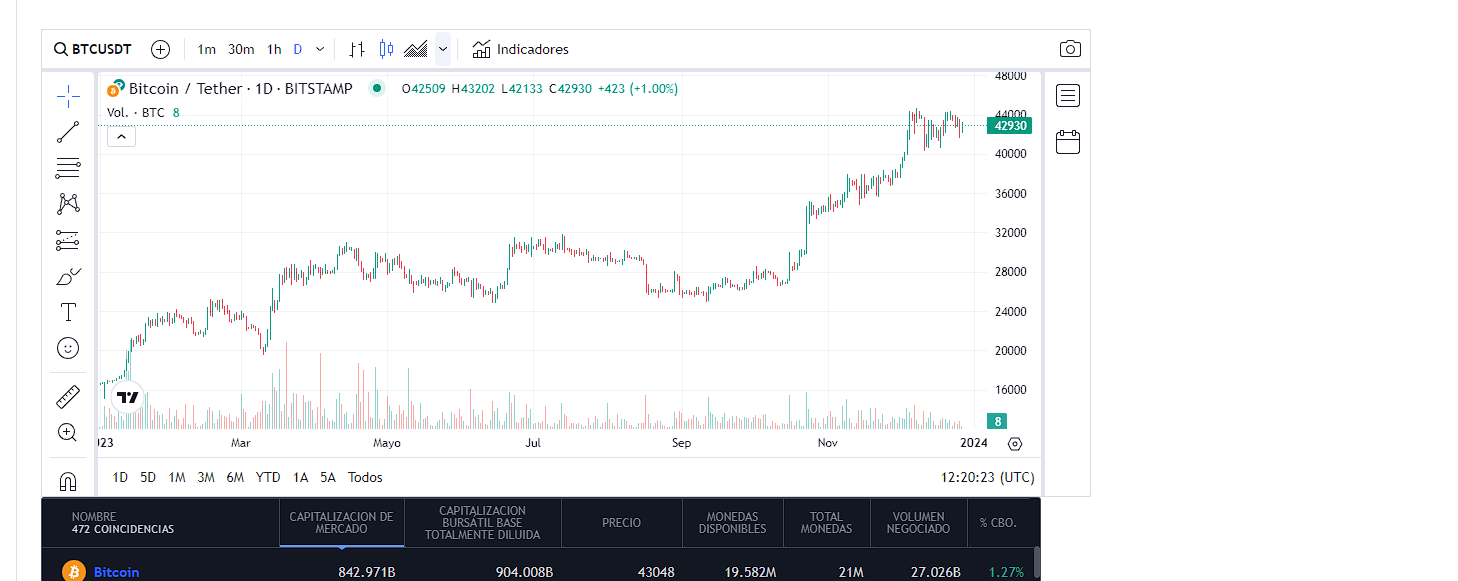 BTCUSDT 1m 30m 1h D Indicadores
Bitcoin / Tether · 1D · BITSTAMP O42509 H43202 L42133 C42930 +423 (+1.00%)
Vol. · BTC 8
48000
44000
42930
40000
36000
32000
28000
24000
20000
16000
8
T
023 Mar Mayo Jul Sep Nov 2024
1D 5D 1M 3M 6M YTD 1A 5A Todos 12:20:23 (UTC)
NOMBRE
472 COINCIDENCIAS
CAPITALIZACION DE
MERCADO
CAPITALIZACION
BURSÁTIL BASE
TOTALMENTE DILUIDA
PRECIO
MONEDAS
DISPONIBLES
TOTAL
MONEDAS
VOLUMEN
NEGOCIADO
% CBO.
Bitcoin 842.971B 904.008B 43048 19.582M 21M 27.026B 1.27%